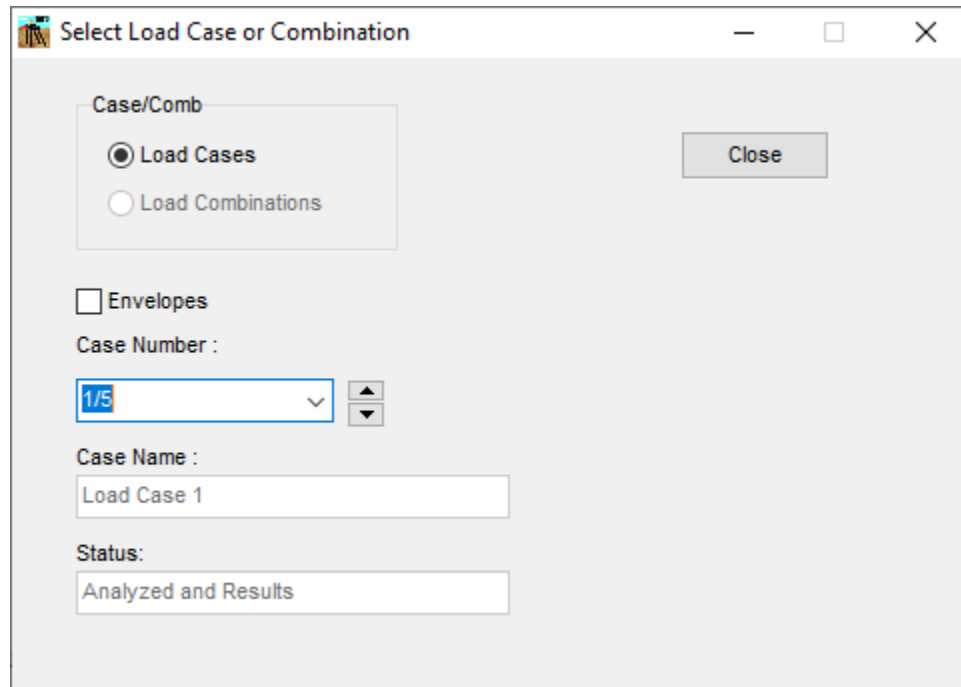 Select Load Case or Combination
Case/Comb
Load Cases
Load Combinations
Close
Envelopes
Case Number :
1/5
Case Name :
Load Case 1
Status:
Analyzed and Results